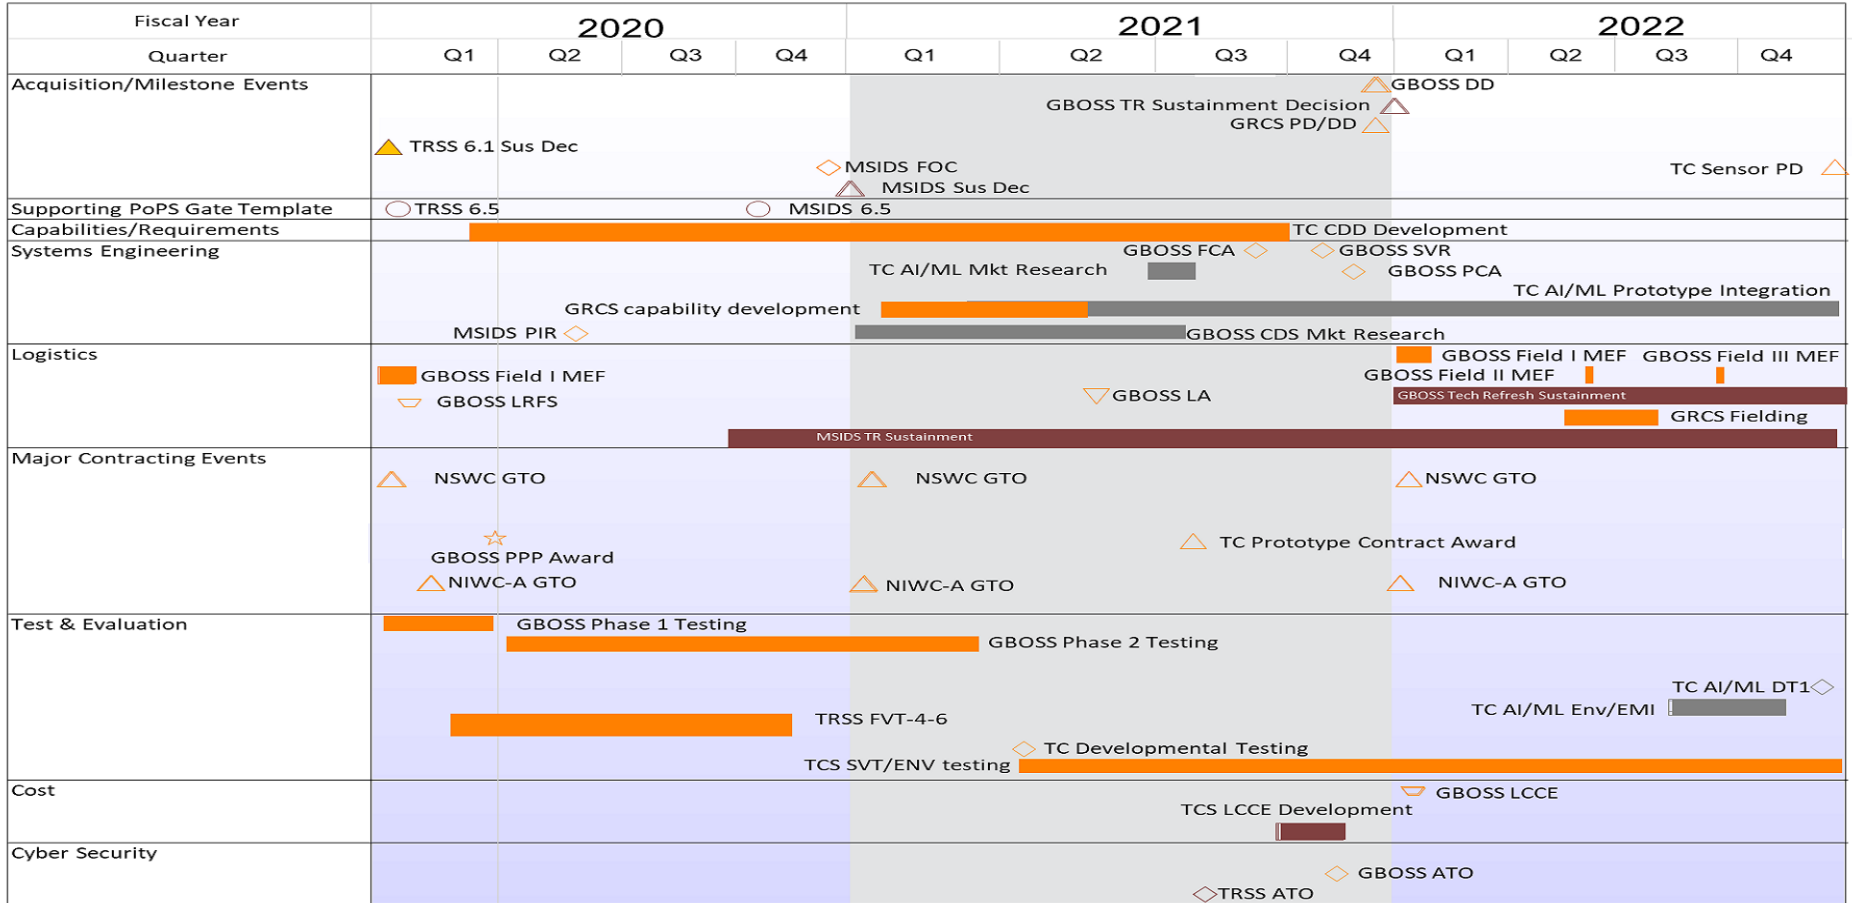 Fiscal Year 2020 2021 2022
Quarter Q1 Q2 Q3 Q4 Q1 Q2 Q3 Q4 Q1 Q2 Q3 Q4
Acquisition/Milestone Events GBOSS DD
GBOSS TR Sustainment Decision
GRCS PD/DD
TRSS 6.1 Sus Dec
MSIDS FOC TC Sensor PD
MSIDS Sus Dec
Supporting PoPS Gate Template TRSS 6.5 MSIDS 6.5
Capabilities/Requirements TC CDD Development
Systems Engineering GBOSS FCA GBOSS SVR
TC AI/ML Mkt Research GBOSS PCA
TC AI/ML Prototype Integration
GRCS capability development
MSIDS PIR GBOSS CDS Mkt Research
Logistics GBOSS Field I MEF GBOSS Field III MEF
GBOSS Field I MEF GBOSS Field II MEF
GBOSS LRFS GBOSS LA GBOSS Tech Refresh Sustainment
GRCS Fielding
MSIDS TR Sustainment
Major Contracting Events
NSWC GTO NSWC GTO NSWC GTO
TC Prototype Contract Award
GBOSS PPP Award
NIWC-A GTO NIWC-A GTO NIWC-A GTO
Test & Evaluation GBOSS Phase 1 Testing
GBOSS Phase 2 Testing
TC AI/ML DT1
TC AI/ML Env/EMI
TRSS FVT-4-6
TC Developmental Testing
TCS SVT/ENV testing
Cost GBOSS LCCE
TCS LCCE Development
Cyber Security
GBOSS ATO
TRSS ATO